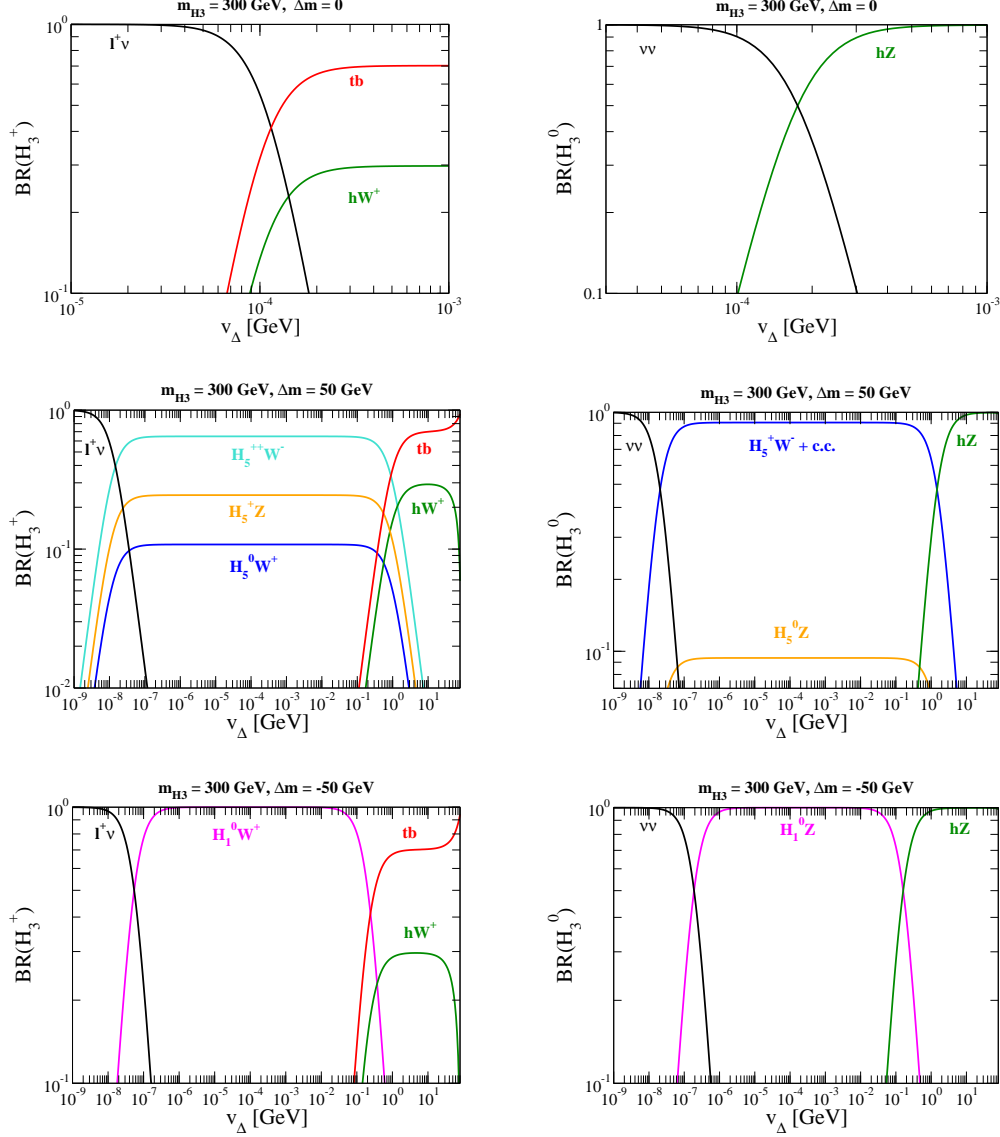 m_H3 = 300 GeV, Δm = 0
10^0
l^+ν
tb
hW^+
BR(H_3^+)
10^-1
10^-5
10^-4
10^-3
v_Δ [GeV]
m_H3 = 300 GeV, Δm = 0
1
νν
hZ
BR(H_3^0)
0.1
10^-4
10^-3
v_Δ [GeV]
m_H3 = 300 GeV, Δm = 50 GeV
10^0
l^+ν
H_5^++W^-
tb
H_5^+Z
hW^+
BR(H_3^+)
10^-1
H_5^0W^+
10^-2
10^-9 10^-8 10^-7 10^-6 10^-5 10^-4 10^-3 10^-2 10^-1 10^0 10^1
v_Δ [GeV]
m_H3 = 300 GeV, Δm = 50 GeV
10^0
νν
H_5^+W^- + c.c.
hZ
BR(H_3^0)
H_5^0Z
10^-1
10^-9 10^-8 10^-7 10^-6 10^-5 10^-4 10^-3 10^-2 10^-1 10^0 10^1
v_Δ [GeV]
m_H3 = 300 GeV, Δm = -50 GeV
10^0
l^+ν
H_1^0W^+
tb
hW^+
BR(H_3^+)
10^-1
10^-9 10^-8 10^-7 10^-6 10^-5 10^-4 10^-3 10^-2 10^-1 10^0 10^1
v_Δ [GeV]
m_H3 = 300 GeV, Δm = -50 GeV
10^0
νν
H_1^0Z
hZ
BR(H_3^0)
10^-1
10^-9 10^-8 10^-7 10^-6 10^-5 10^-4 10^-3 10^-2 10^-1 10^0 10^1
v_Δ [GeV]